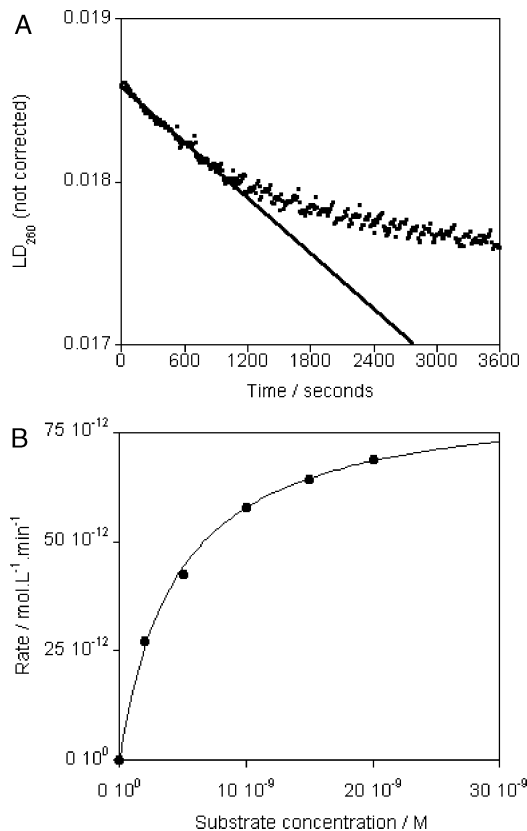 A
0.019
0.018
0.017
LD260 (not corrected)
0 600 1200 1800 2400 3000 3600
Time / seconds
B
75 10-12
50 10-12
25 10-12
0 100
Rate / mol.L-1.min-1
0 100 10 10-9 20 10-9 30 10-9
Substrate concentration / M